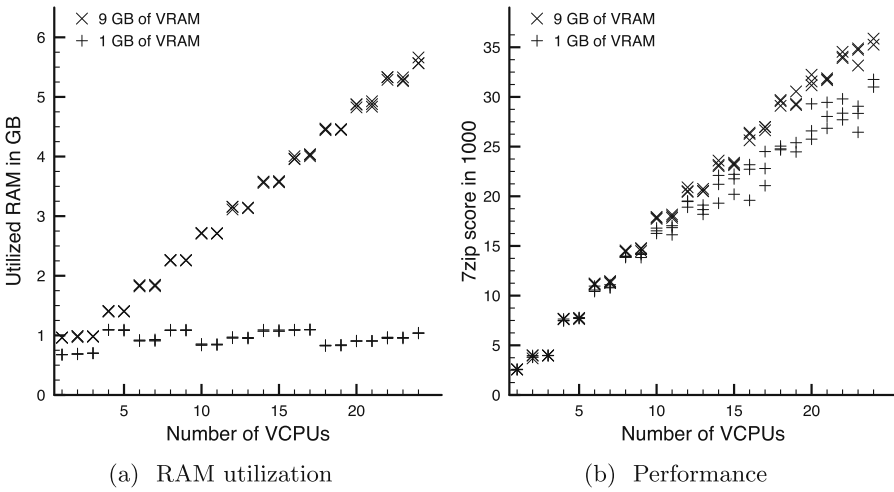 × 9 GB of VRAM
+ 1 GB of VRAM
Utilized RAM in GB
6
5
4
3
2
1
0
5 10 15 20
Number of VCPUs
(a) RAM utilization
× 9 GB of VRAM
+ 1 GB of VRAM
7zip score in 1000
35
30
25
20
15
10
5
0
5 10 15 20
Number of VCPUs
(b) Performance